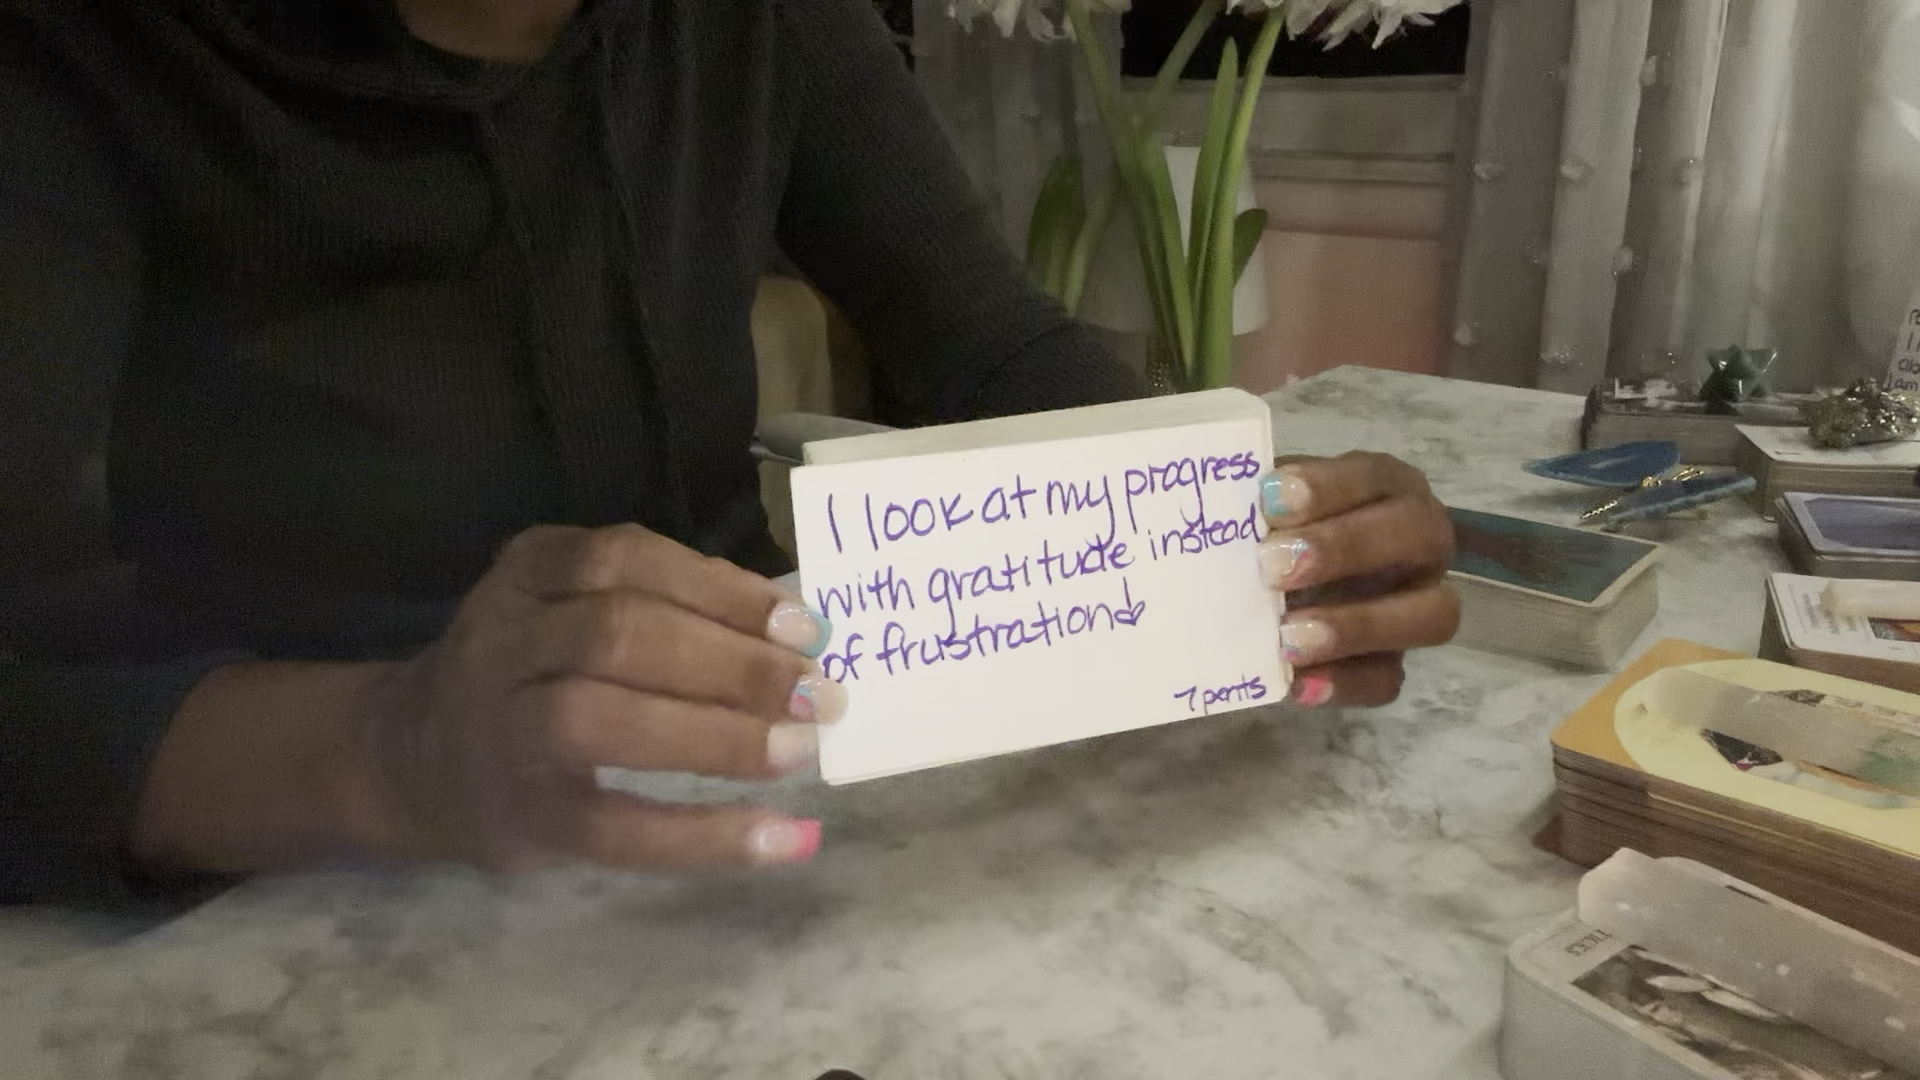 I look at my progress
with gratitude instead
of frustration
7 pents